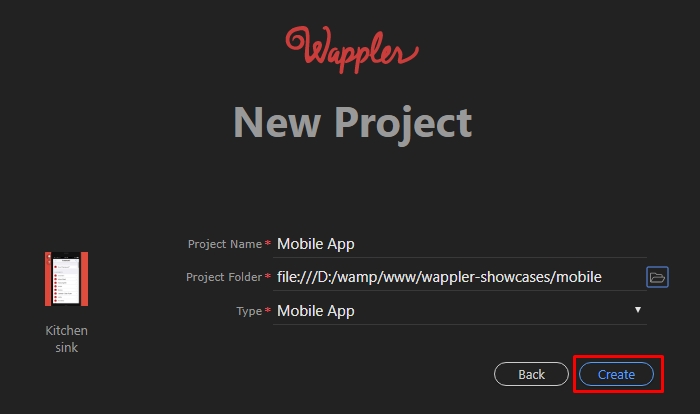 Wappler
New Project
Project Name * Mobile App
Project Folder * file:///D:/wamp/www/wappler-showcases/mobile
Type * Mobile App
Kitchen
sink
Back
Create